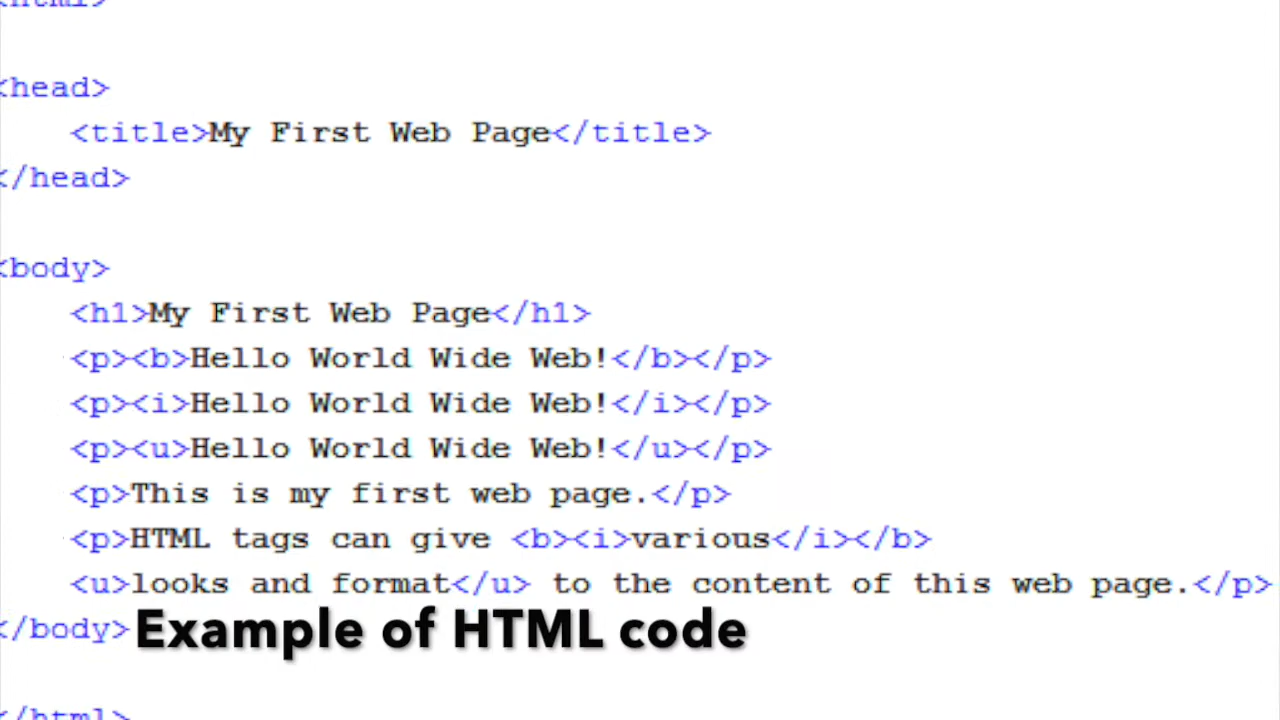 <html>
<head>
<title>My First Web Page</title>
</head>
<body>
<h1>My First Web Page</h1>
<p><b>Hello World Wide Web!</b></p>
<p><i>Hello World Wide Web!</i></p>
<p><u>Hello World Wide Web!</u></p>
<p>This is my first web page.</p>
<p>HTML tags can give <b><i>various</i></b>
<u>looks and format</u> to the content of this web page.</p>
</body>
Example of HTML code
</html>